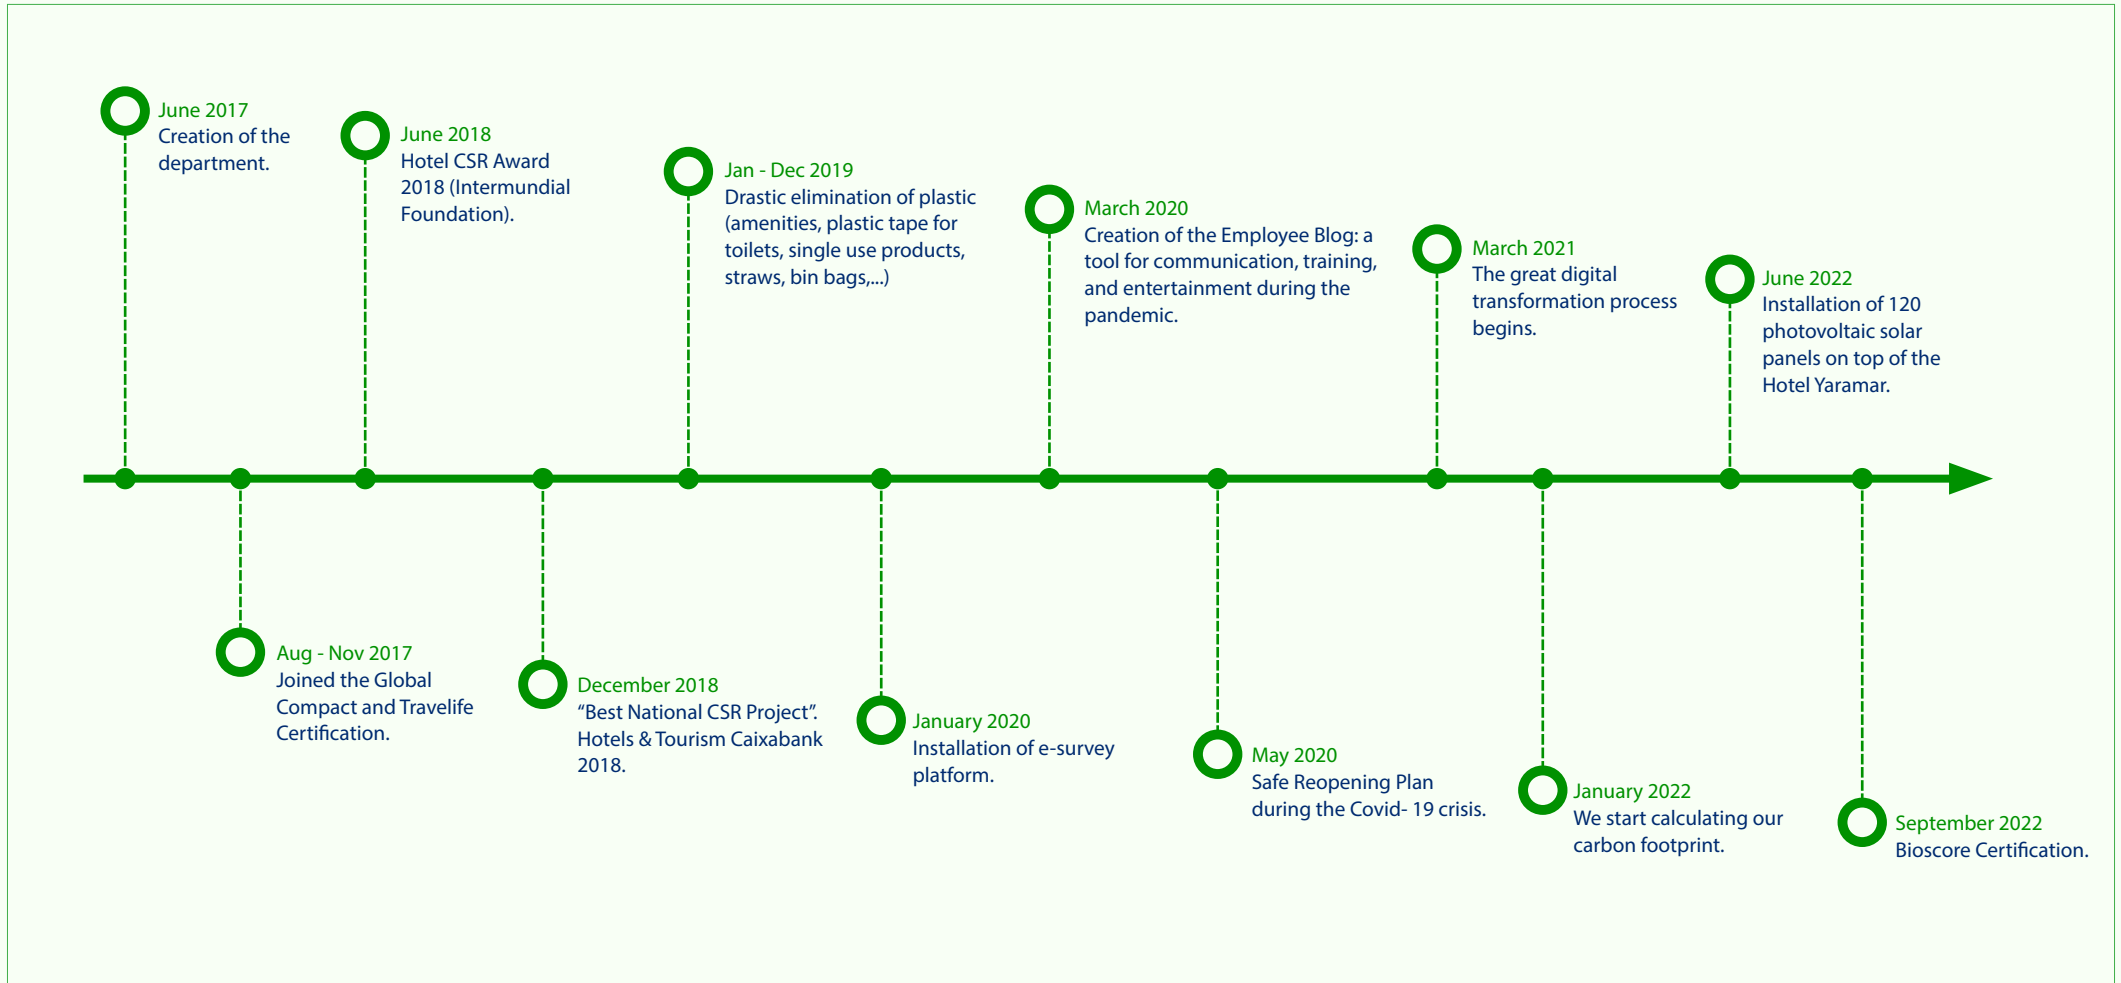 June 2017
Creation of the
department.
June 2018
Hotel CSR Award
2018 (Intermundial
Foundation).
Jan - Dec 2019
Drastic elimination of plastic
(amenities, plastic tape for
toilets, single use products,
straws, bin bags,...)
March 2020
Creation of the Employee Blog: a
tool for communication, training,
and entertainment during the
pandemic.
March 2021
The great digital
transformation process
begins.
June 2022
Installation of 120
photovoltaic solar
panels on top of the
Hotel Yaramar.
Aug - Nov 2017
Joined the Global
Compact and Travelife
Certification.
December 2018
“Best National CSR Project”.
Hotels & Tourism Caixabank
2018.
January 2020
Installation of e-survey
platform.
May 2020
Safe Reopening Plan
during the Covid- 19 crisis.
January 2022
We start calculating our
carbon footprint.
September 2022
Bioscore Certification.